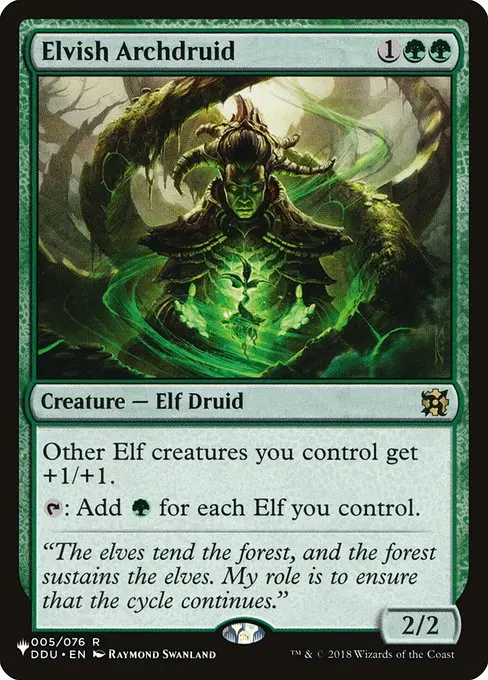 Elvish Archdruid 1
Creature — Elf Druid
Other Elf creatures you control get
+1/+1.
: Add for each Elf you control.
“The elves tend the forest, and the forest
sustains the elves. My role is to ensure
that the cycle continues.”
2/2
005/076 R
DDU • EN Raymond Swanland
™ & © 2018 Wizards of the Coast